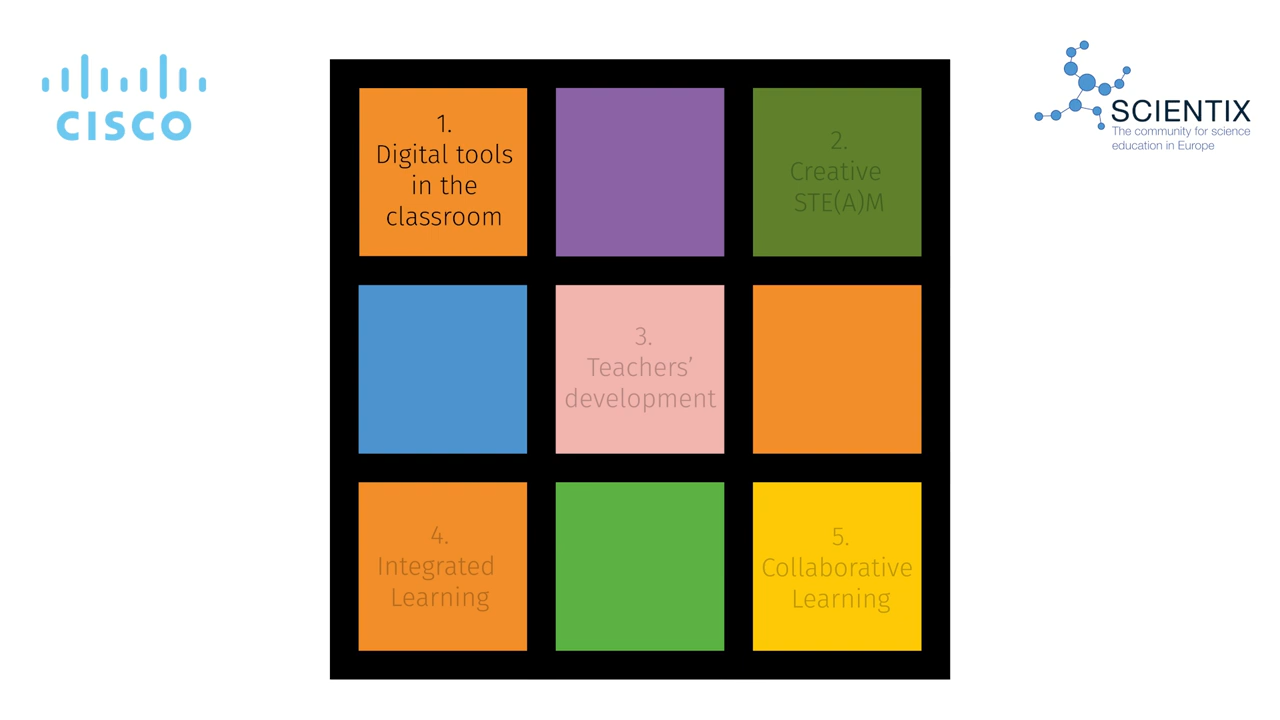 CISCO
SCIENTIX
The community for science
education in Europe
1.
Digital tools
in the
classroom
2.
Creative
STE(A)M
3.
Teachers’
development
4.
Integrated
Learning
5.
Collaborative
Learning